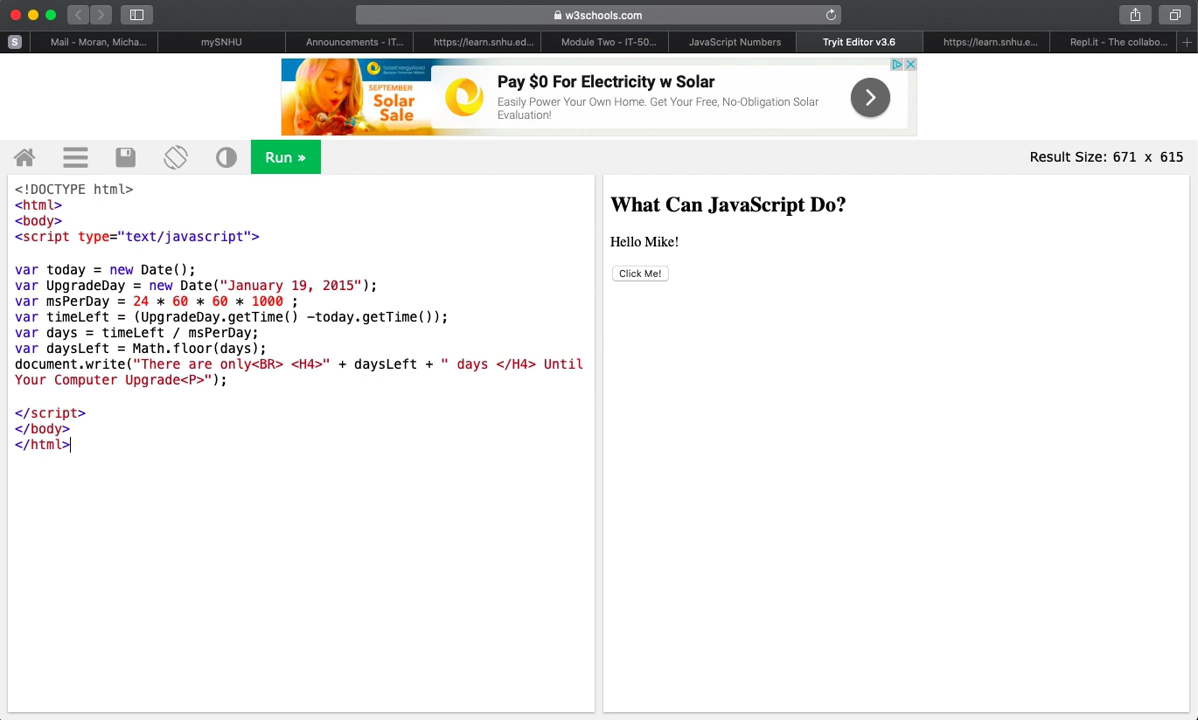 w3schools.com
S
Mail - Moran, Micha...
mySNHU
Announcements - IT...
https://learn.snhu.ed...
Module Two - IT-50...
JavaScript Numbers
Tryit Editor v3.6
https://learn.snhu.e...
Repl.it - The collabo...
SEPTEMBER
Solar
Sale
Pay $0 For Electricity w Solar
Easily Power Your Own Home. Get Your Free, No-Obligation Solar
Evaluation!
Run »
Result Size: 671 x 615
<!DOCTYPE html>
<html>
<body>
<script type="text/javascript">
var today = new Date();
var UpgradeDay = new Date("January 19, 2015");
var msPerDay = 24 * 60 * 60 * 1000 ;
var timeLeft = (UpgradeDay.getTime() -today.getTime());
var days = timeLeft / msPerDay;
var daysLeft = Math.floor(days);
document.write("There are only<BR> <H4>" + daysLeft + " days </H4> Until
Your Computer Upgrade<P>");
</script>
</body>
</html>
What Can JavaScript Do?
Hello Mike!
Click Me!